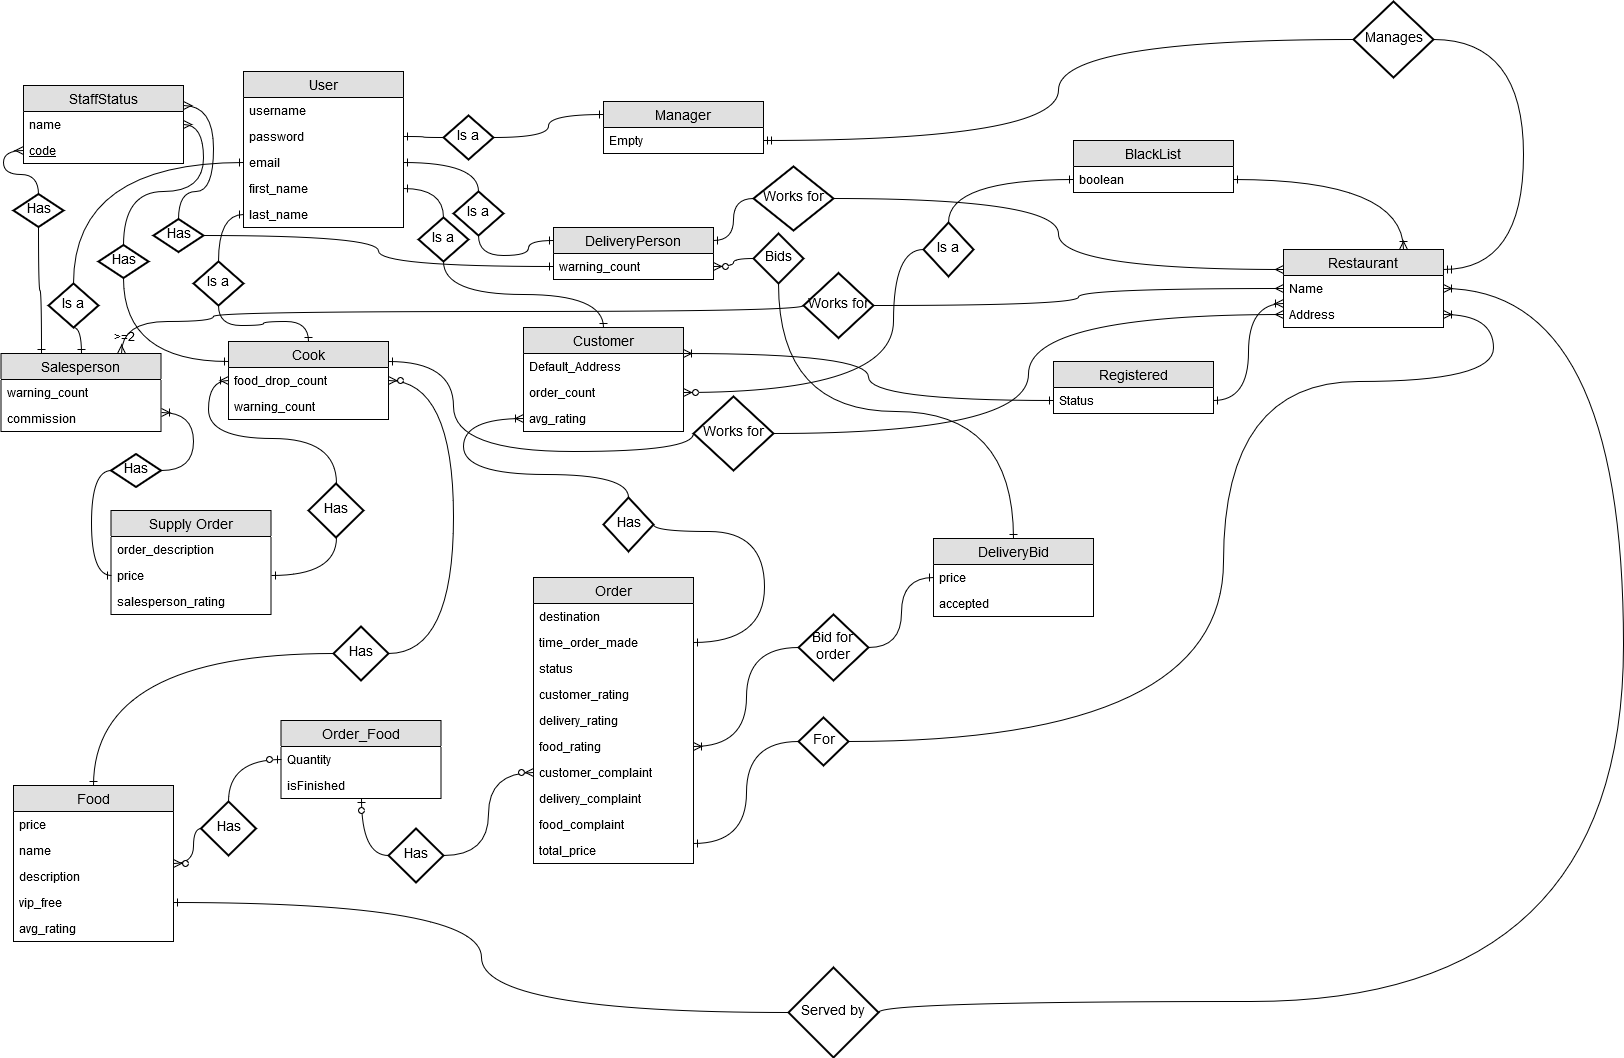 Manages
User
username
password
email
first_name
last_name
StaffStatus
name
code
Is a
Manager
Empty
BlackList
boolean
Has
Is a
Works for
Has
Is a
DeliveryPerson
warning_count
Bids
Is a
Restaurant
Name
Address
Has
Is a
Is a
Works for
>=2
Salesperson
warning_count
commission
Cook
food_drop_count
warning_count
Customer
Default_Address
order_count
avg_rating
Registered
Status
Works for
Has
Has
Has
Supply Order
order_description
price
salesperson_rating
DeliveryBid
price
accepted
Order
destination
time_order_made
status
customer_rating
delivery_rating
food_rating
customer_complaint
delivery_complaint
food_complaint
total_price
Bid for
order
Has
For
Order_Food
Quantity
isFinished
Food
price
name
description
vip_free
avg_rating
Has
Has
Served by